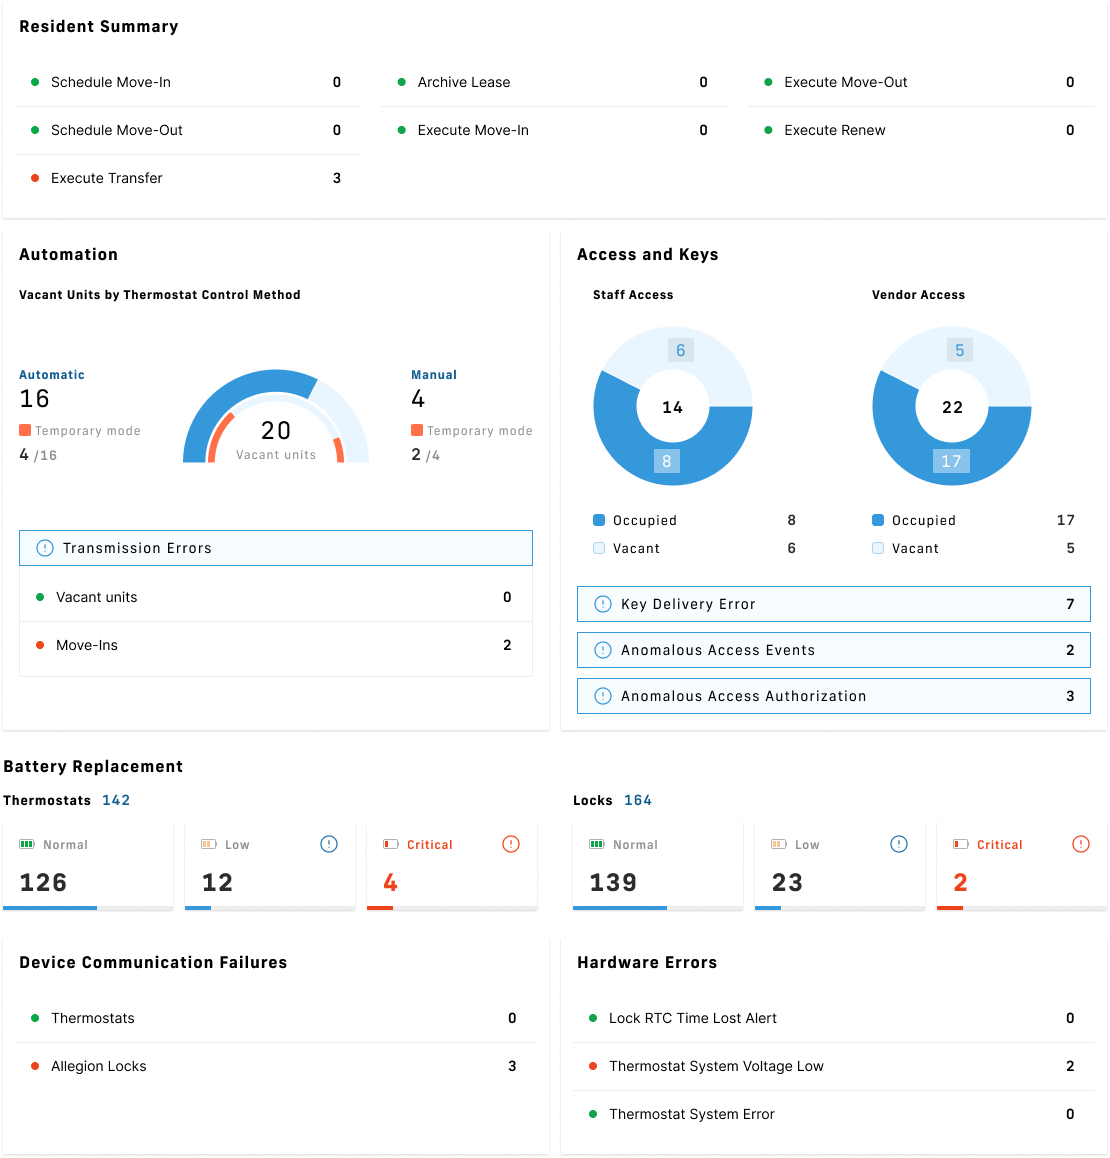 Resident Summary
Schedule Move-In 0
Archive Lease 0
Execute Move-Out 0
Schedule Move-Out 0
Execute Move-In 0
Execute Renew 0
Execute Transfer 3
Automation
Vacant Units by Thermostat Control Method
Automatic
16
Temporary mode
4 /16
20
Vacant units
Manual
4
Temporary mode
2 /4
Transmission Errors
Vacant units 0
Move-Ins 2
Access and Keys
Staff Access
6
14
8
Occupied 8
Vacant 6
Vendor Access
5
22
17
Occupied 17
Vacant 5
Key Delivery Error 7
Anomalous Access Events 2
Anomalous Access Authorization 3
Battery Replacement
Thermostats 142
Normal
126
Low
12
Critical
4
Locks 164
Normal
139
Low
23
Critical
2
Device Communication Failures
Thermostats 0
Allegion Locks 3
Hardware Errors
Lock RTC Time Lost Alert 0
Thermostat System Voltage Low 2
Thermostat System Error 0